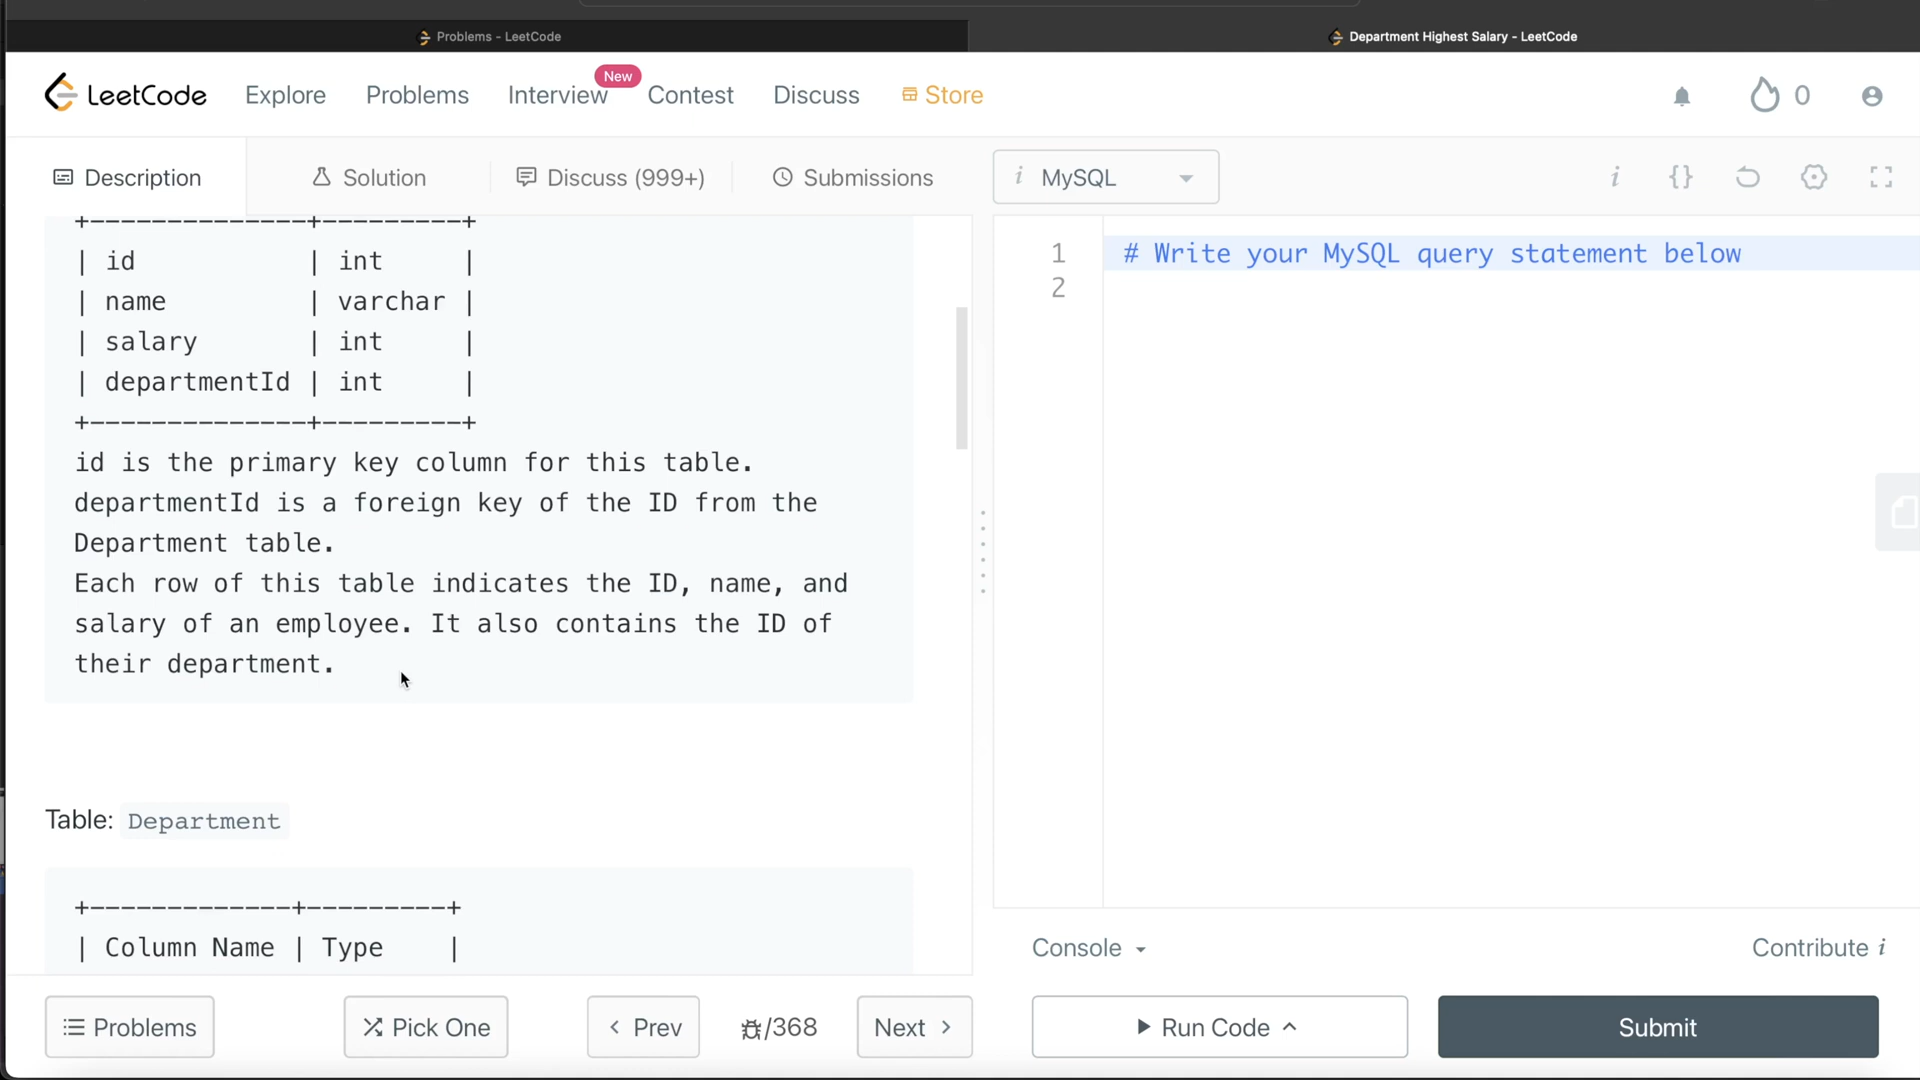 Problems - LeetCode
Department Highest Salary - LeetCode
LeetCode Explore Problems Interview New Contest Discuss Store 0
Description Solution Discuss (999+) Submissions
i MySQL i {}
+--------------+---------+
| id           | int     |
| name         | varchar |
| salary       | int     |
| departmentId | int     |
+--------------+---------+
id is the primary key column for this table.
departmentId is a foreign key of the ID from the
Department table.
Each row of this table indicates the ID, name, and
salary of an employee. It also contains the ID of
their department.
Table: Department
+-------------+---------+
| Column Name | Type    |
1 # Write your MySQL query statement below
2
Console Contribute i
Problems Pick One Prev /368 Next Run Code Submit